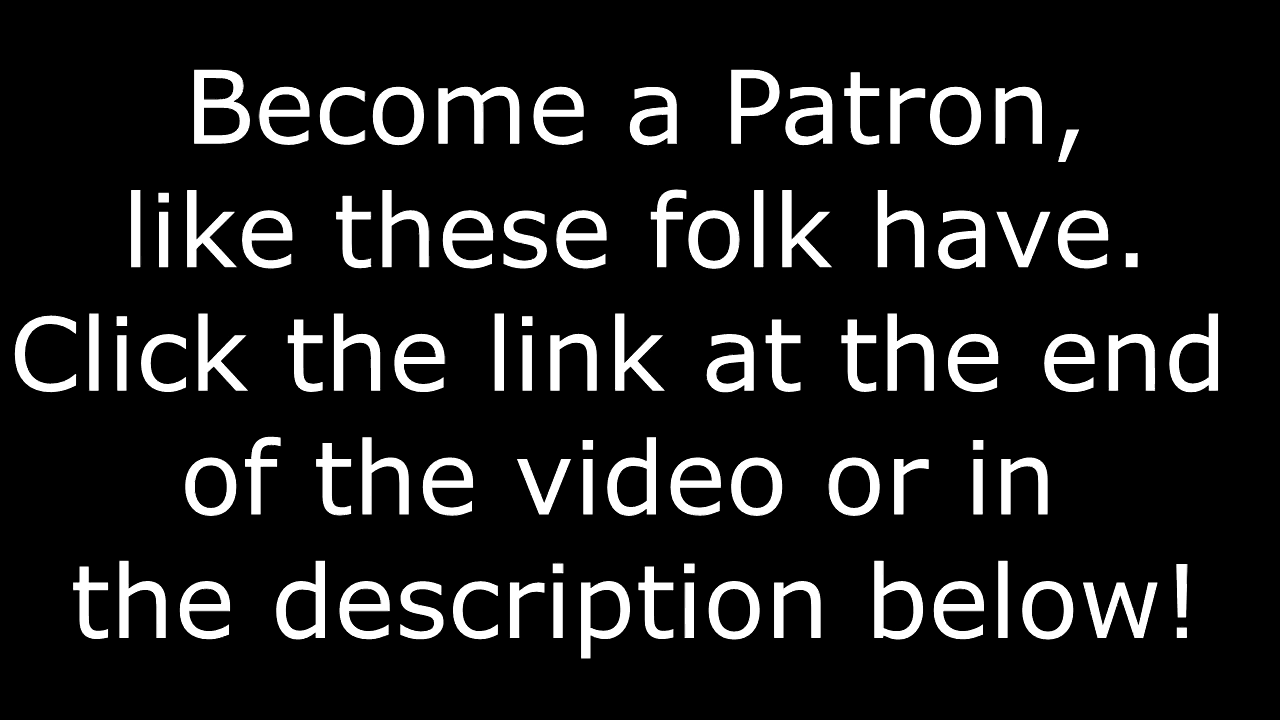 Become a Patron,
like these folk have.
Click the link at the end
of the video or in
the description below!